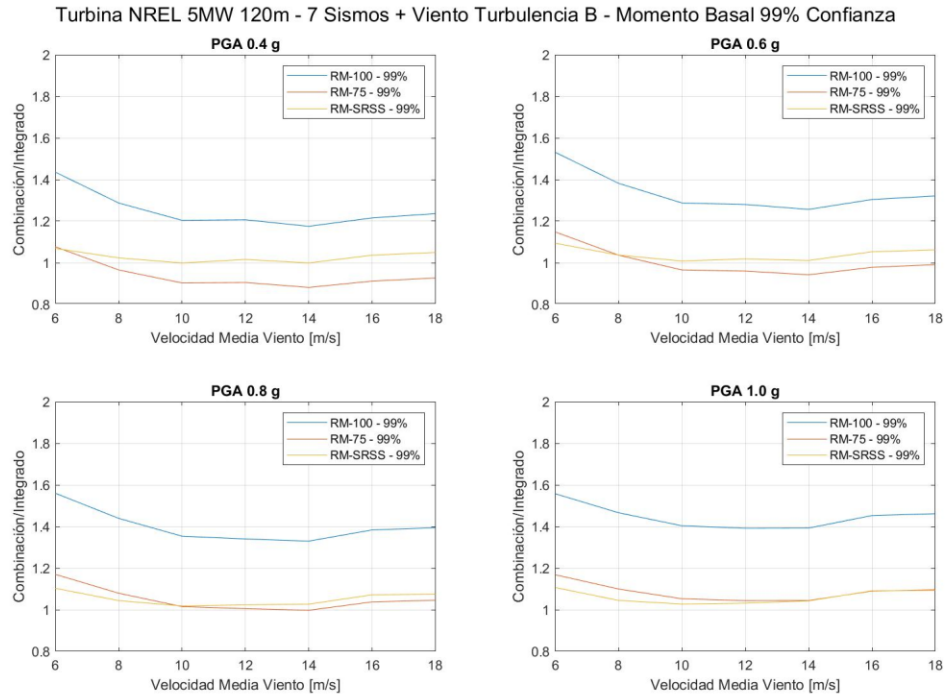 Turbina NREL 5MW 120m - 7 Sismos + Viento Turbulencia B - Momento Basal 99% Confianza
PGA 0.4 g
2
1.8
1.6
1.4
1.2
1
0.8
Combinación/Integrado
RM-100 - 99%
RM-75 - 99%
RM-SRSS - 99%
6 8 10 12 14 16 18
Velocidad Media Viento [m/s]
PGA 0.6 g
2
1.8
1.6
1.4
1.2
1
0.8
Combinación/Integrado
RM-100 - 99%
RM-75 - 99%
RM-SRSS - 99%
6 8 10 12 14 16 18
Velocidad Media Viento [m/s]
PGA 0.8 g
2
1.8
1.6
1.4
1.2
1
0.8
0.6
Combinación/Integrado
RM-100 - 99%
RM-75 - 99%
RM-SRSS - 99%
6 8 10 12 14 16 18
Velocidad Media Viento [m/s]
PGA 1.0 g
2
1.8
1.6
1.4
1.2
1
0.8
0.6
Combinación/Integrado
RM-100 - 99%
RM-75 - 99%
RM-SRSS - 99%
6 8 10 12 14 16 18
Velocidad Media Viento [m/s]